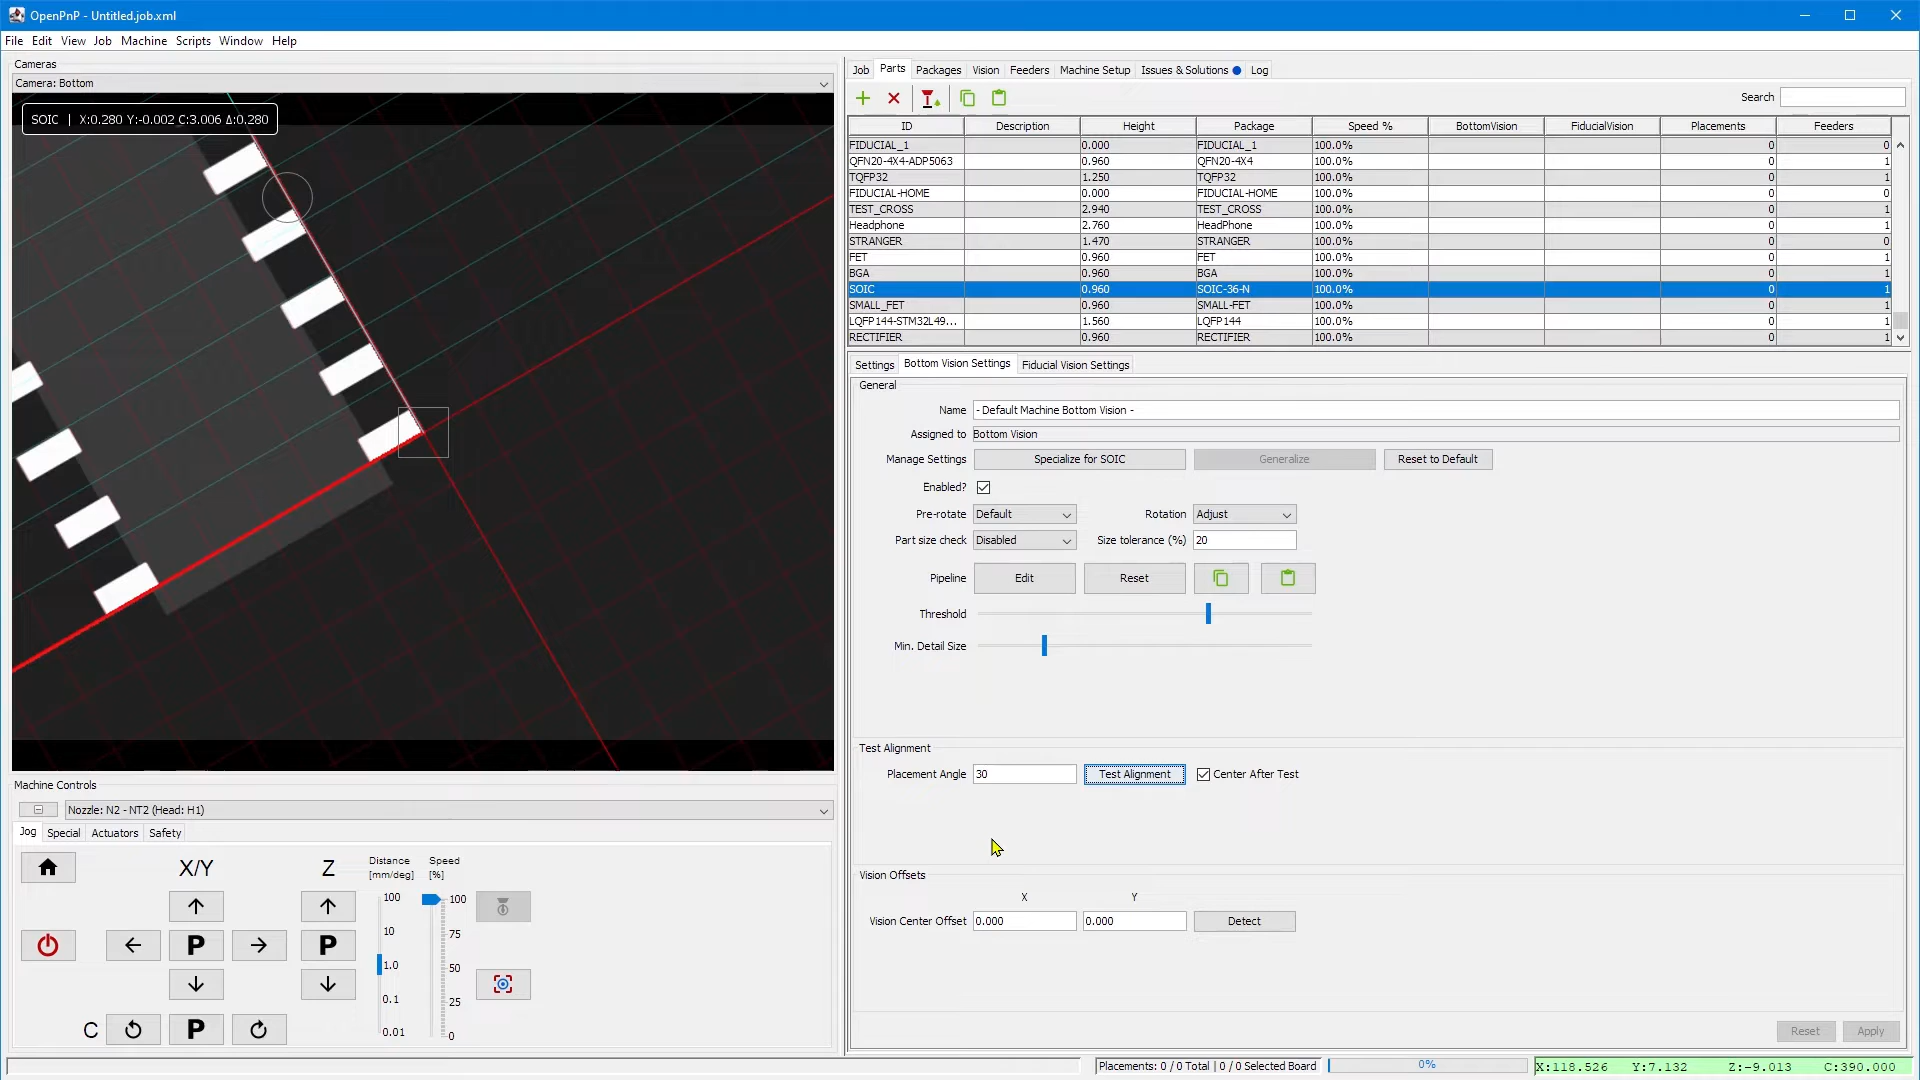 OpenPnP - Untitled.job.xml
File Edit View Job Machine Scripts Window Help
Cameras
Camera: Bottom
SOIC | X:0.280 Y:-0.002 C:3.006 Δ:0.280
Machine Controls
Nozzle: N2 - NT2 (Head: H1)
Jog Special Actuators Safety
X/Y Z Distance [mm/deg] Speed [%]
100 100
10 75
P P 1.0 50
0.1 25
C P 0.01 0
Job Parts Packages Vision Feeders Machine Setup Issues & Solutions Log
Search
ID Description Height Package Speed % BottomVision FiducialVision Placements Feeders
FIDUCIAL_1 0.000 FIDUCIAL_1 100.0% 0 0
QFN20-4X4-ADP5063 0.960 QFN20-4X4 100.0% 0 1
TQFP32 1.250 TQFP32 100.0% 0 1
FIDUCIAL-HOME 0.000 FIDUCIAL-HOME 100.0% 0 0
TEST_CROSS 2.940 TEST_CROSS 100.0% 0 1
Headphone 2.760 HeadPhone 100.0% 0 1
STRANGER 1.470 STRANGER 100.0% 0 0
FET 0.960 FET 100.0% 0 1
BGA 0.960 BGA 100.0% 0 1
SOIC 0.960 SOIC-36-N 100.0% 0 1
SMALL_FET 0.960 SMALL-FET 100.0% 0 1
LQFP144-STM32L49... 1.560 LQFP144 100.0% 0 1
RECTIFIER 0.960 RECTIFIER 100.0% 0 1
Settings Bottom Vision Settings Fiducial Vision Settings
General
Name - Default Machine Bottom Vision -
Assigned to Bottom Vision
Manage Settings Specialize for SOIC Generalize Reset to Default
Enabled?
Pre-rotate Default Rotation Adjust
Part size check Disabled Size tolerance (%) 20
Pipeline Edit Reset
Threshold
Min. Detail Size
Test Alignment
Placement Angle 30 Test Alignment Center After Test
Vision Offsets
X Y
Vision Center Offset 0.000 0.000 Detect
Reset Apply
Placements: 0 / 0 Total | 0 / 0 Selected Board 0% X:118.526 Y:7.132 Z:-9.013 C:390.000